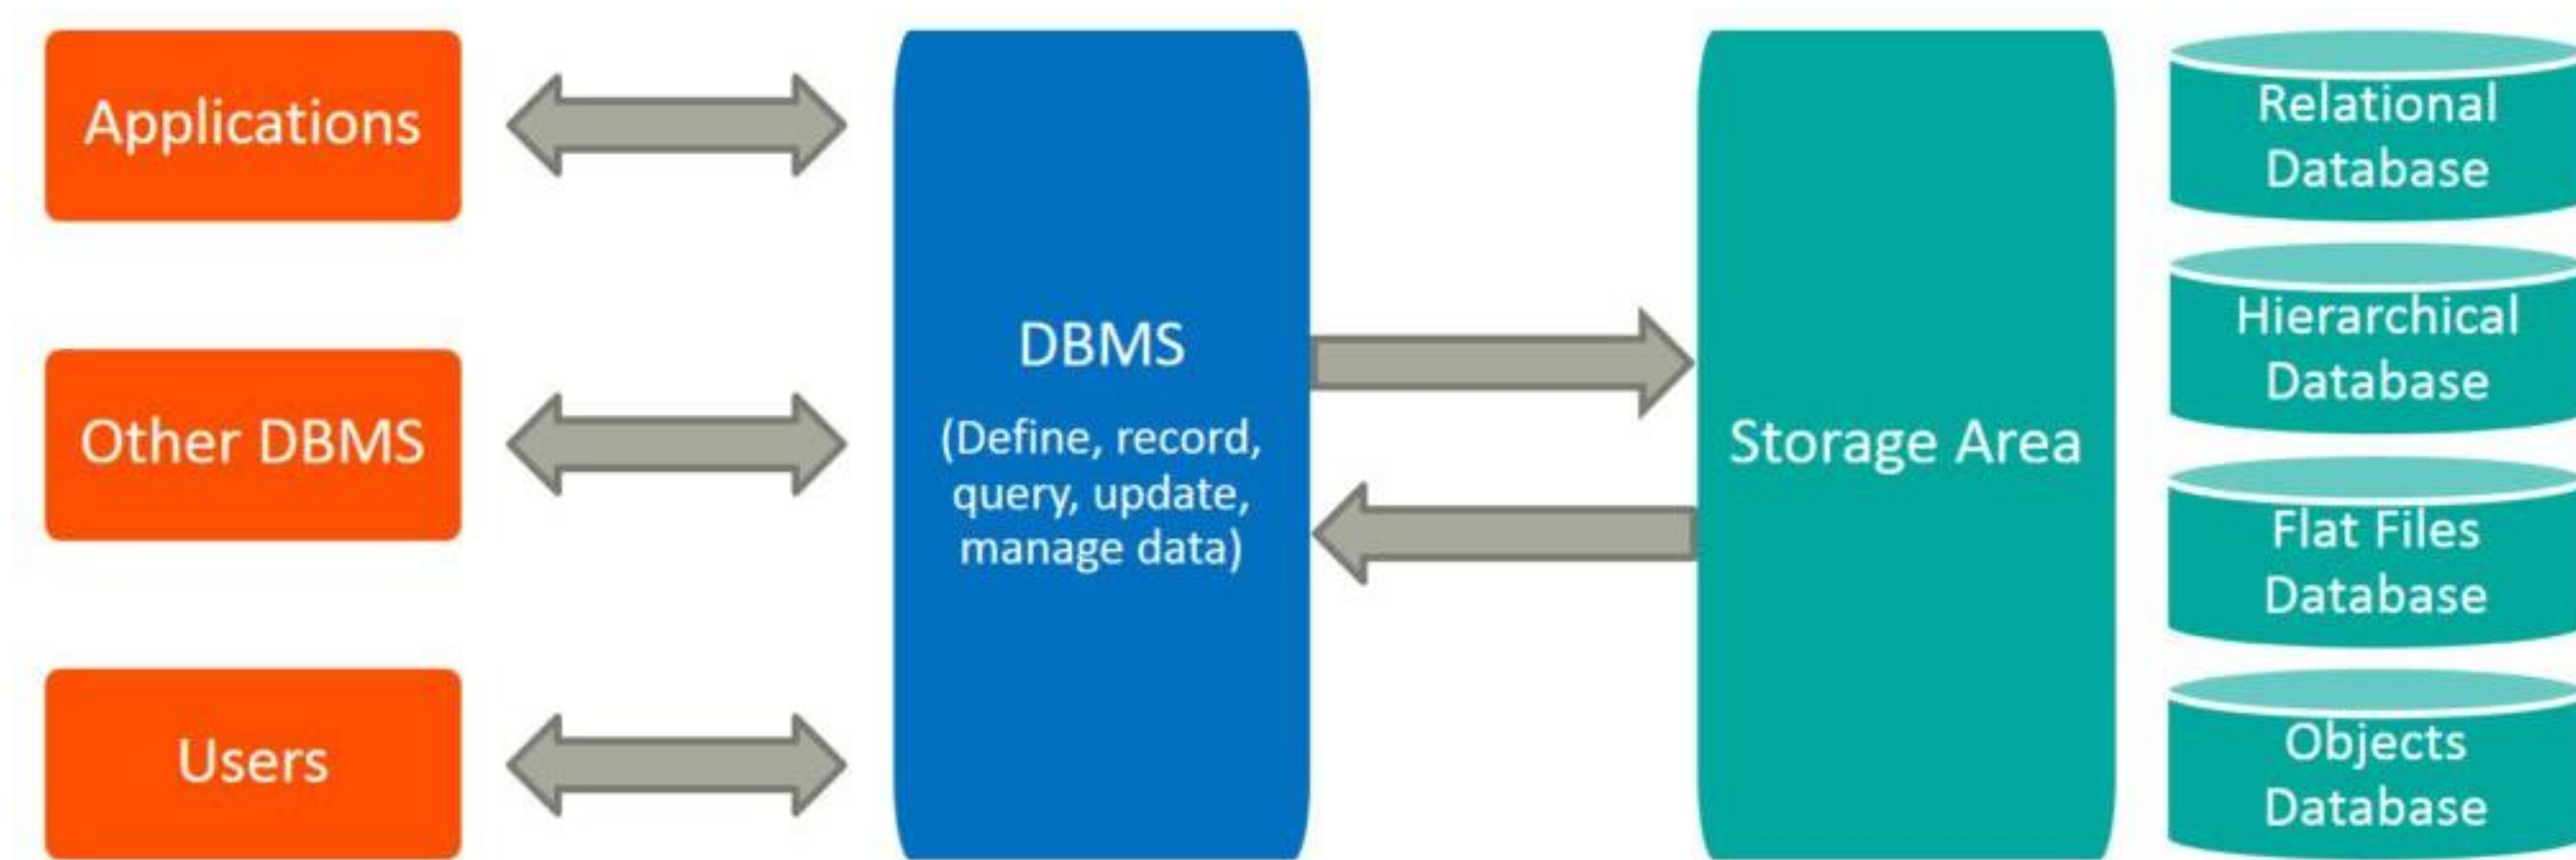 Applications
Other DBMS
Users
DBMS
(Define, record,
query, update,
manage data)
Storage Area
Relational
Database
Hierarchical
Database
Flat Files
Database
Objects
Database